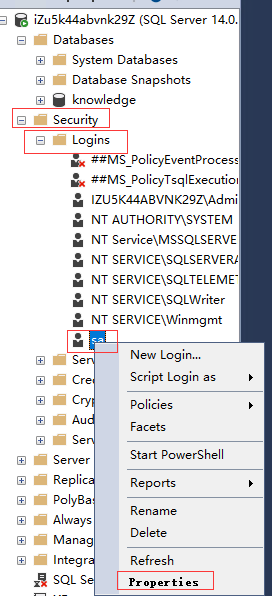 iZu5k44abvnk29Z (SQL Server 14.0.
Databases
System Databases
Database Snapshots
knowledge
Security
Logins
##MS_PolicyEventProcess
##MS_PolicyTsqlExecution
IZU5K44ABVNK29Z\Admi
NT AUTHORITY\SYSTEM
NT Service\MSSQLSERVE
NT SERVICE\SQLSERVERA
NT SERVICE\SQLTELEMET
NT SERVICE\SQLWriter
NT SERVICE\Winmgmt
sa
New Login...
Serv
Script Login as
Cre
Cryp
Policies
Aud
Facets
Serv
Start PowerShell
Server
Replica
Reports
PolyBas
Always
Rename
Manag
Delete
Integrat
Refresh
SQL Se
Properties